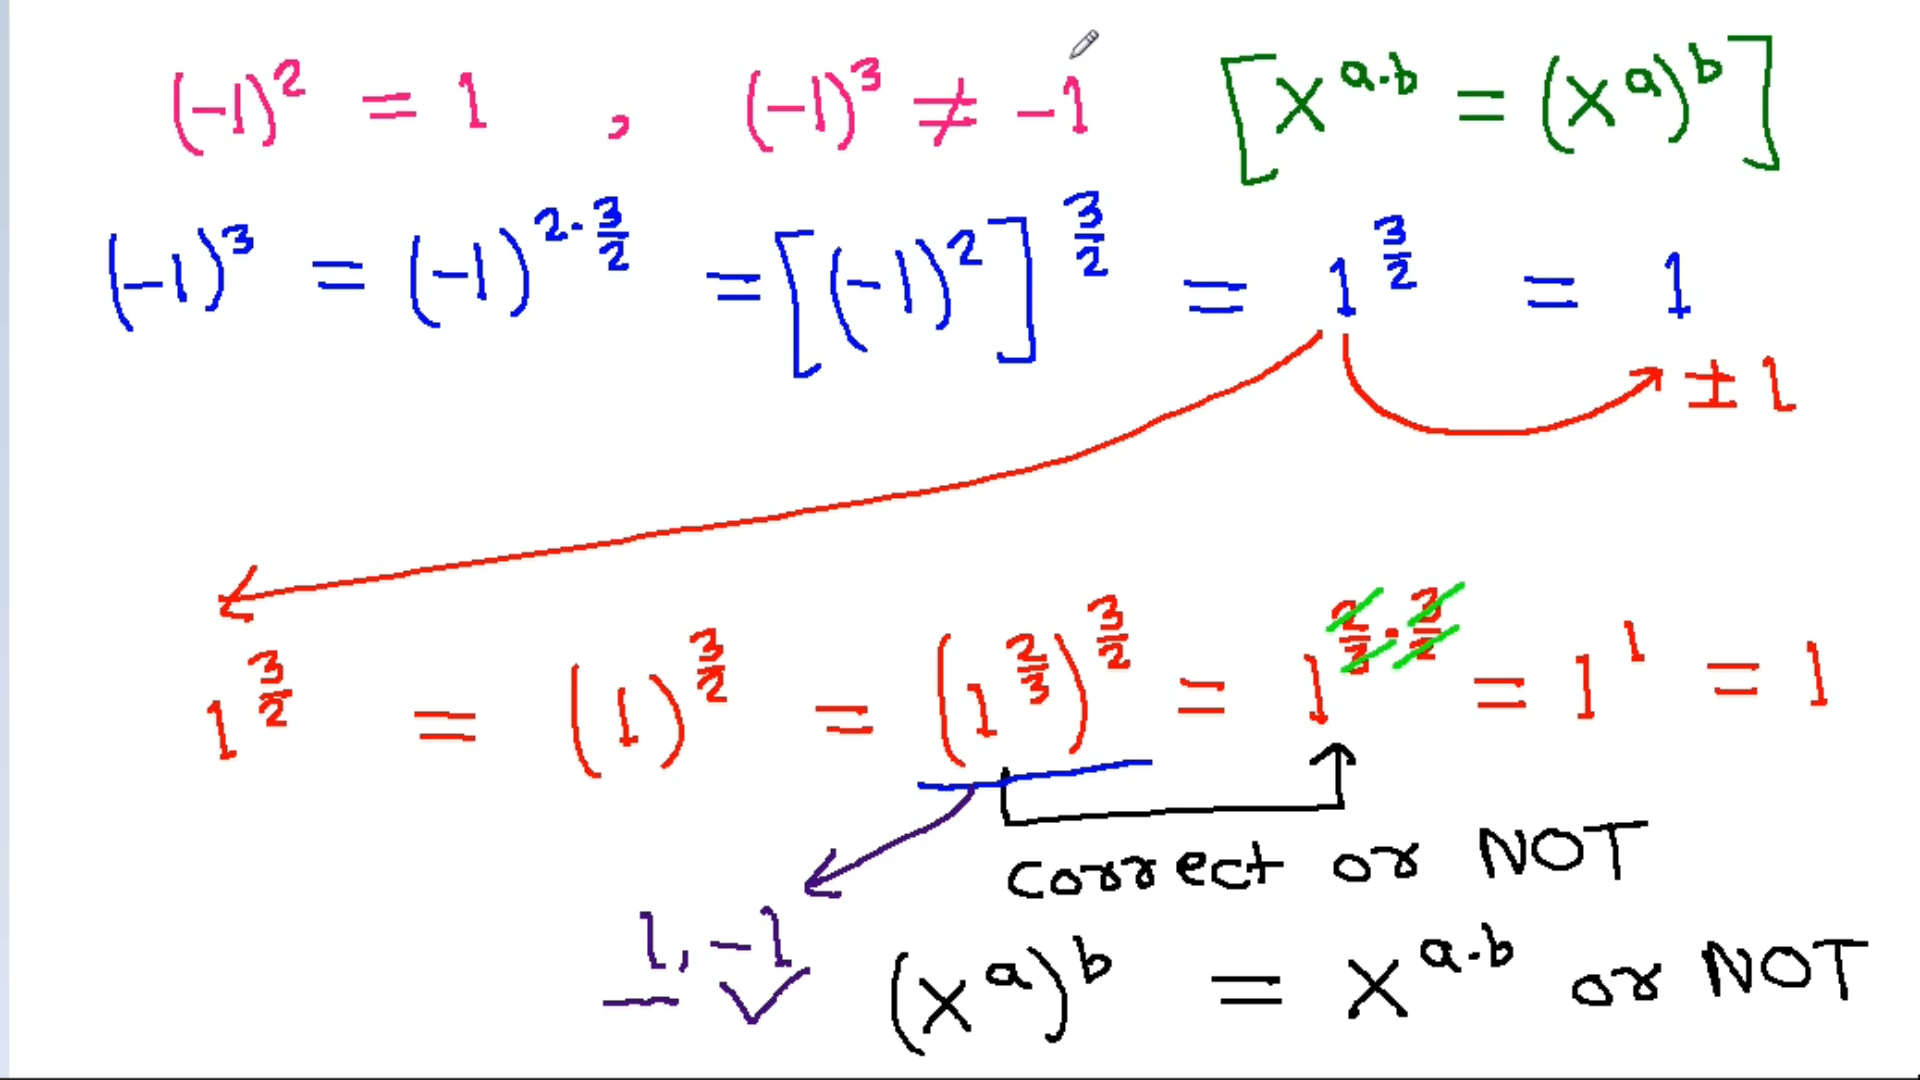 (-1)² = 1 , (-1)³ ≠ -1 [x^{a·b} = (x^a)^b]
(-1)³ = (-1)^{2·3/2} = [(-1)²]^{3/2} = 1^{3/2} = 1
± 1
1^{3/2} = (1)^{3/2} = (1^{2/3})^{3/2} = 1^{2/3·3/2} = 1^1 = 1
correct or NOT
1, -1
(x^a)^b = x^{a·b} or NOT